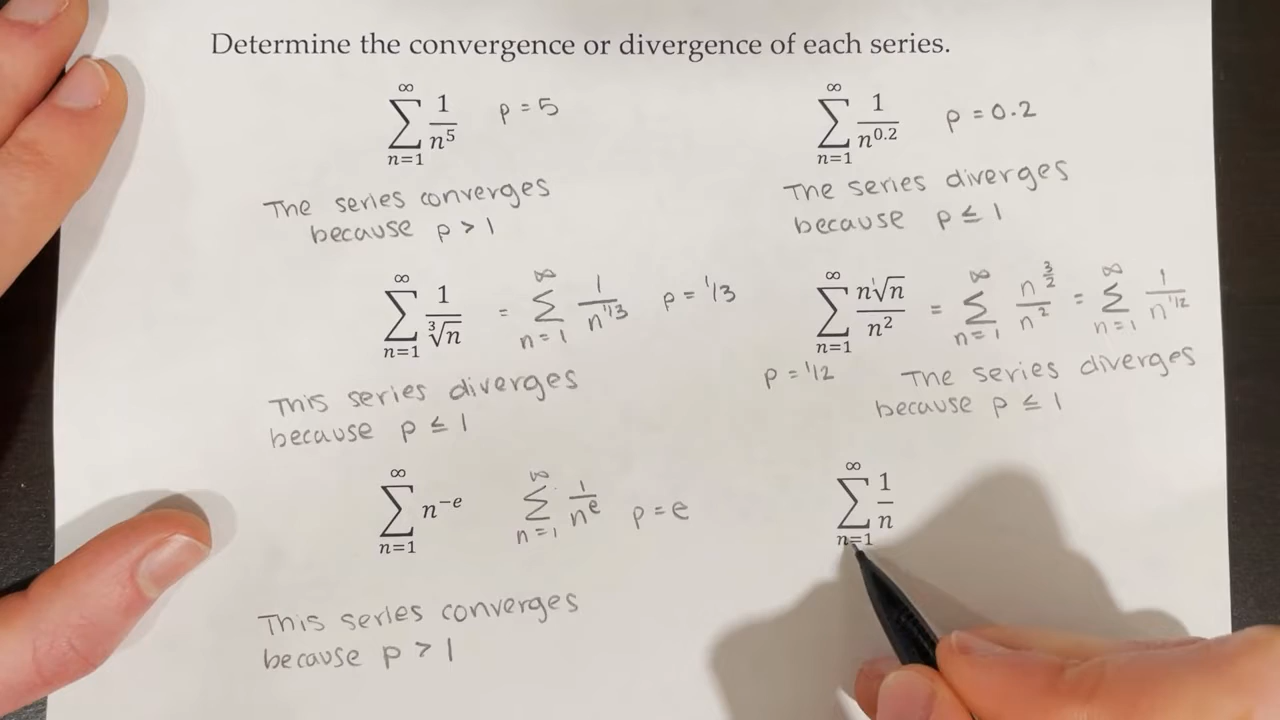 Determine the convergence or divergence of each series.
∞
∑ 1/n⁵ p = 5
n=1
The series converges
because p > 1
∞
∑ 1/n^0.2 p = 0.2
n=1
The series diverges
because p ≤ 1
∞ ∞
∑ 1/∛n = ∑ 1/n^1/3 p = 1/3
n=1 n=1
This series diverges
because p ≤ 1
∞ ∞ ∞
∑ n√n/n² = ∑ n^3/2/n² = ∑ 1/n^1/2
n=1 n=1 n=1
p = 1/2 The series diverges
because p ≤ 1
∞ ∞
∑ n^−e ∑ 1/n^e p = e
n=1 n=1
This series converges
because p > 1
∞
∑ 1/n
n=1